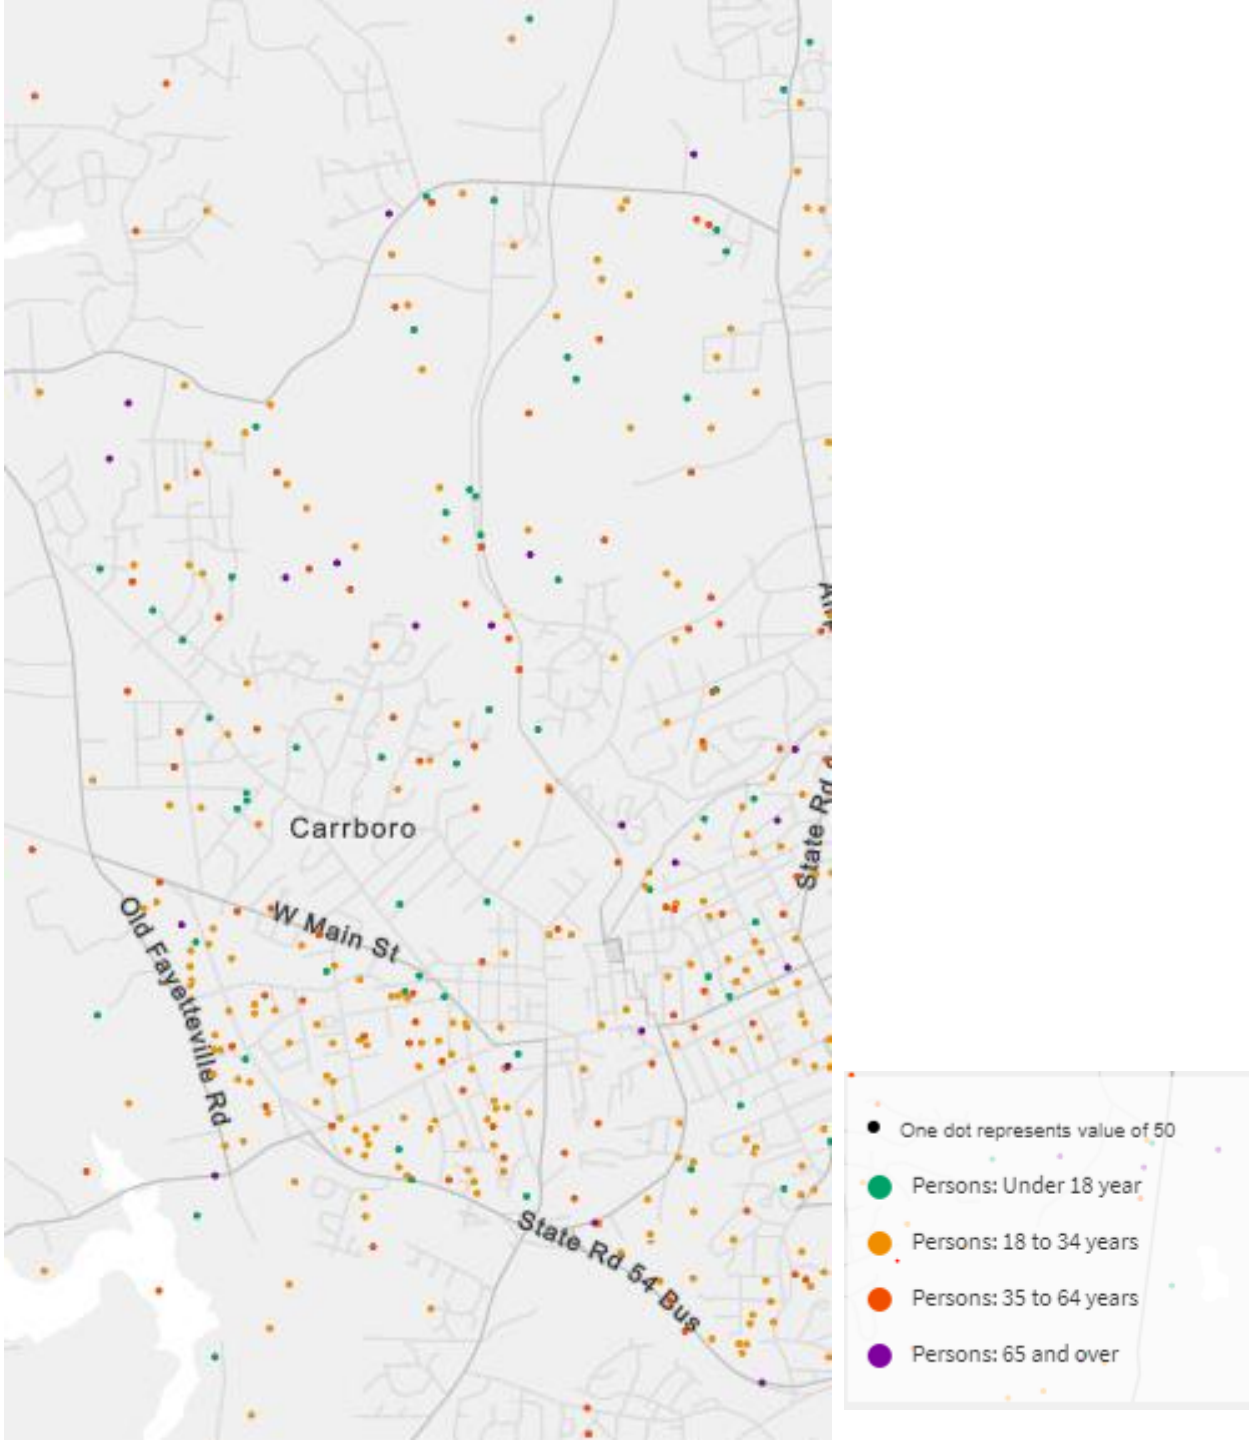 Carrboro
W Main St
Old Fayetteville Rd
State Rd 54 Bus
State Rd
One dot represents value of 50
Persons: Under 18 year
Persons: 18 to 34 years
Persons: 35 to 64 years
Persons: 65 and over